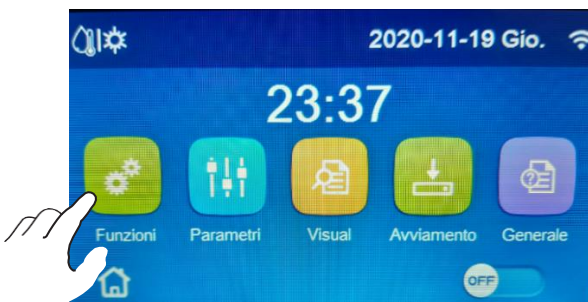 2020-11-19 Gio.
23:37
Funzioni Parametri Visual Avviamento Generale
OFF